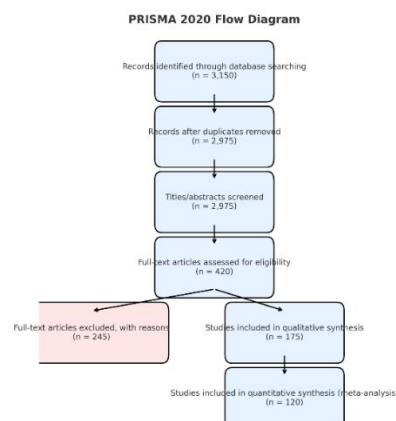 PRISMA 2020 Flow Diagram
Records identified through database searching
(n = 3,150)
Records after duplicates removed
(n = 2,975)
Titles/abstracts screened
(n = 2,975)
Full-text articles assessed for eligibility
(n = 420)
Full-text articles excluded, with reasons
(n = 245)
Studies included in qualitative synthesis
(n = 175)
Studies included in quantitative synthesis (meta-analysis
(n = 120)